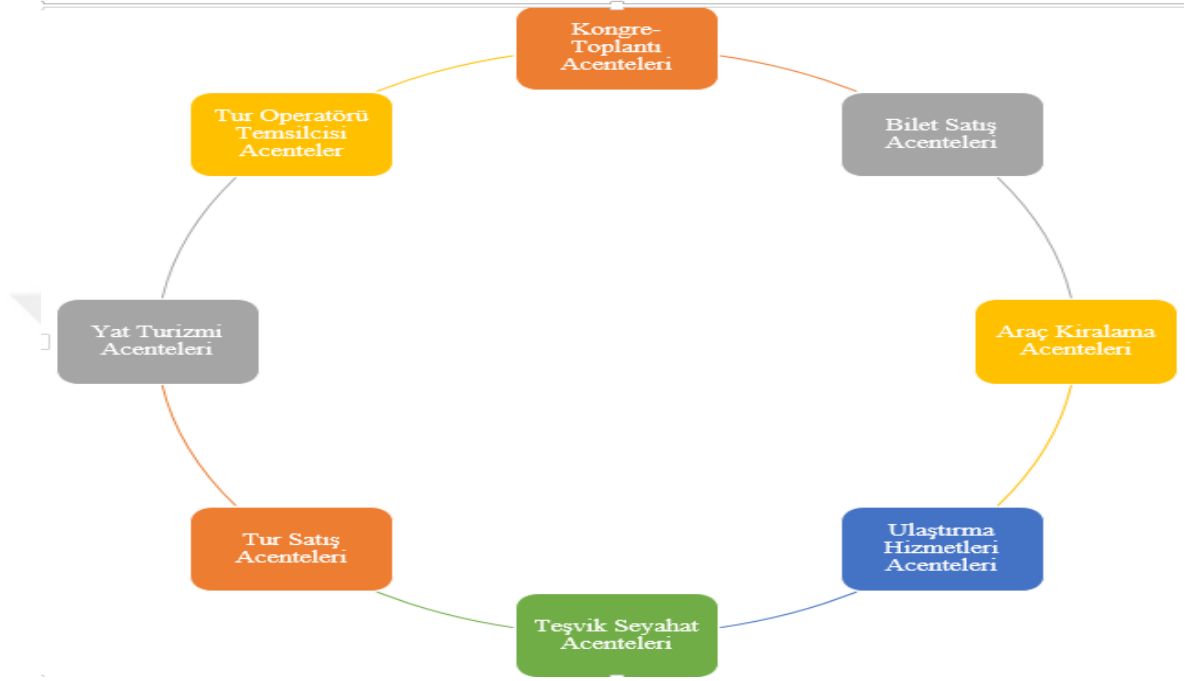 Kongre-
Toplantı
Acenteleri
Bilet Satış
Acenteleri
Araç Kiralama
Acenteleri
Ulaştırma
Hizmetleri
Acenteleri
Teşvik Seyahat
Acenteleri
Tur Satış
Acenteleri
Yat Turizmi
Acenteleri
Tur Operatörü
Temsilcisi
Acenteler